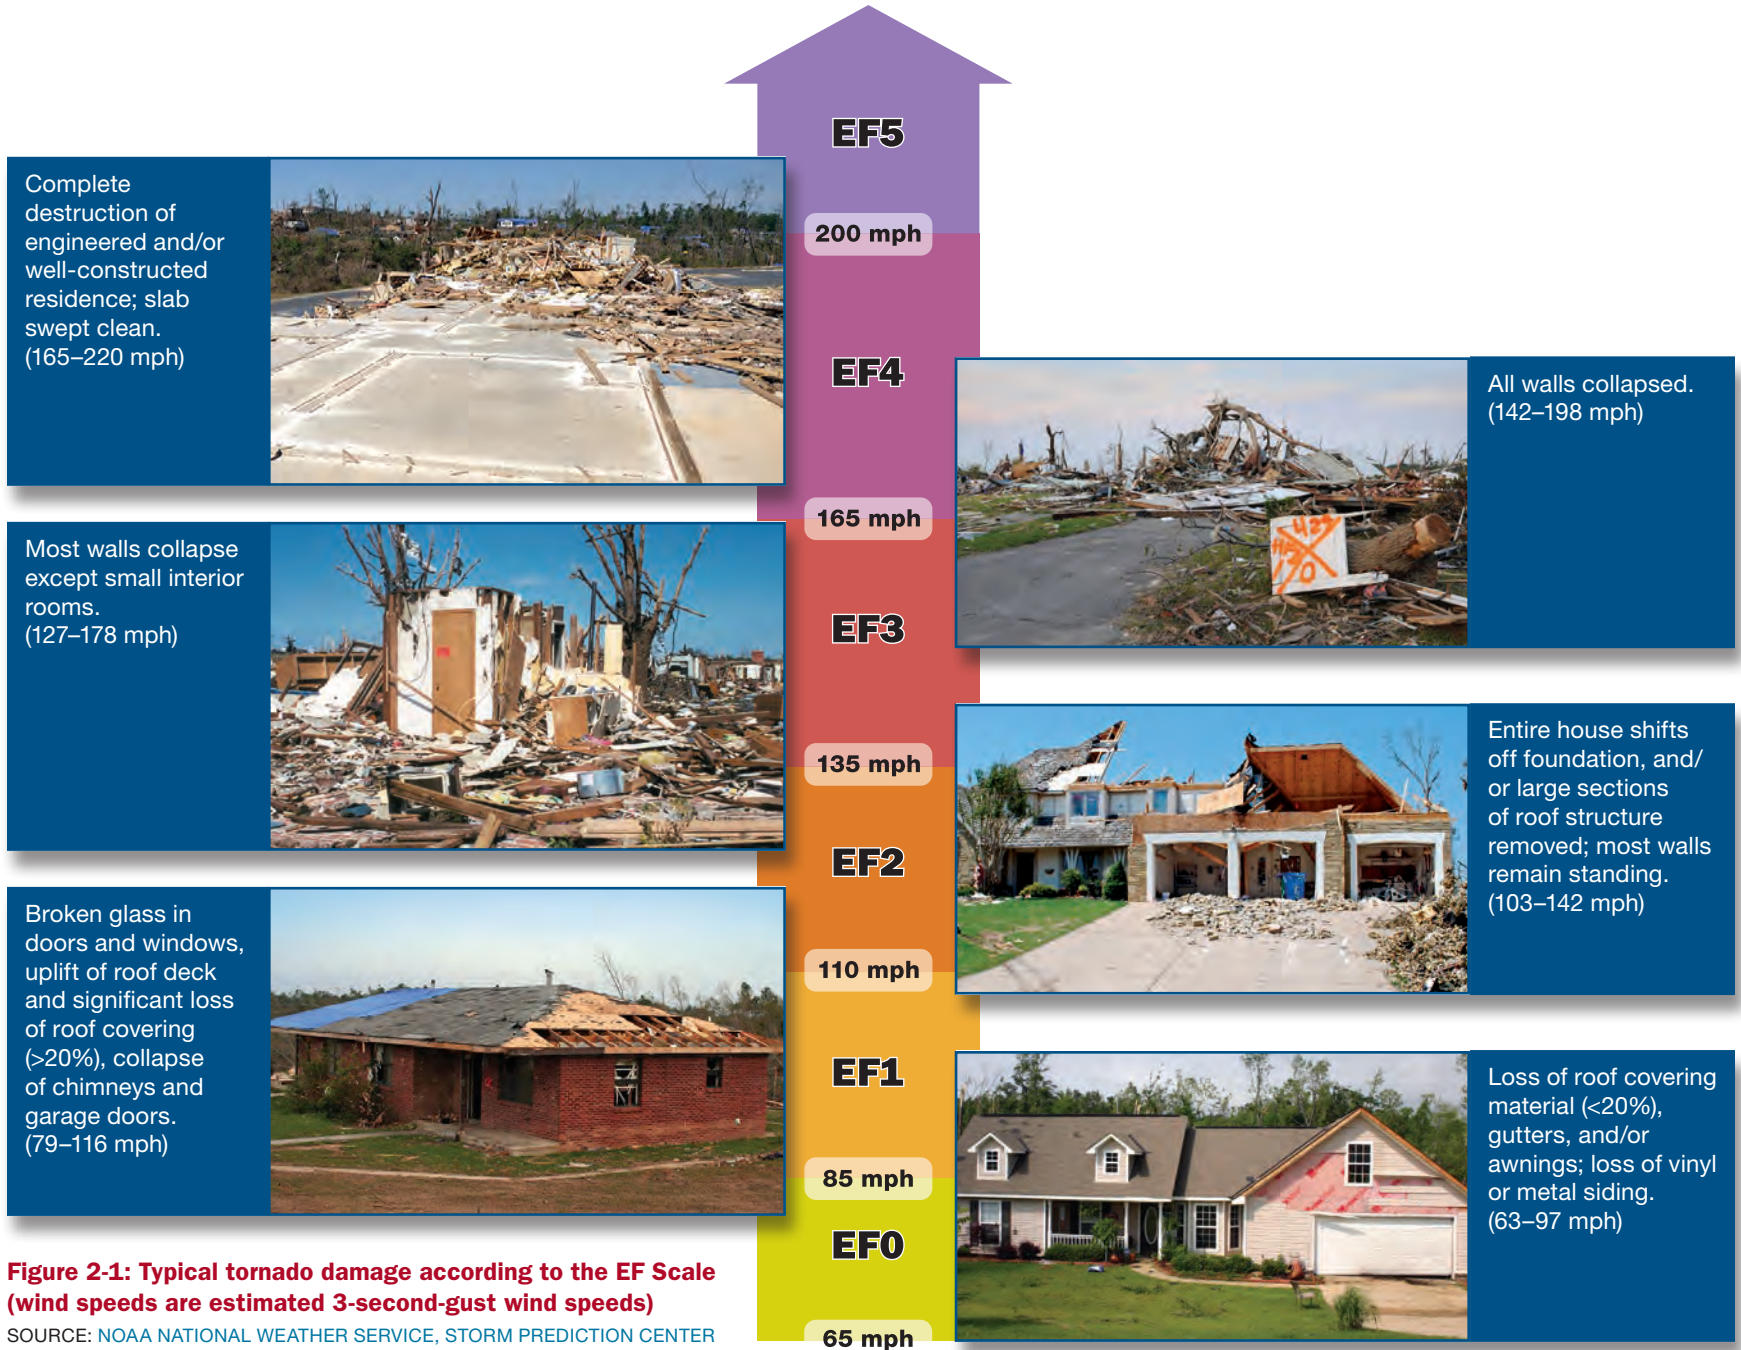 EF5
200 mph
EF4
165 mph
EF3
135 mph
EF2
110 mph
EF1
85 mph
EF0
65 mph
Complete
destruction of
engineered and/or
well-constructed
residence; slab
swept clean.
(165–220 mph)
All walls collapsed.
(142–198 mph)
Most walls collapse
except small interior
rooms.
(127–178 mph)
Entire house shifts
off foundation, and/
or large sections
of roof structure
removed; most walls
remain standing.
(103–142 mph)
Broken glass in
doors and windows,
uplift of roof deck
and significant loss
of roof covering
(>20%), collapse
of chimneys and
garage doors.
(79–116 mph)
Loss of roof covering
material (<20%),
gutters, and/or
awnings; loss of vinyl
or metal siding.
(63–97 mph)
Figure 2-1: Typical tornado damage according to the EF Scale
(wind speeds are estimated 3-second-gust wind speeds)
SOURCE: NOAA NATIONAL WEATHER SERVICE, STORM PREDICTION CENTER